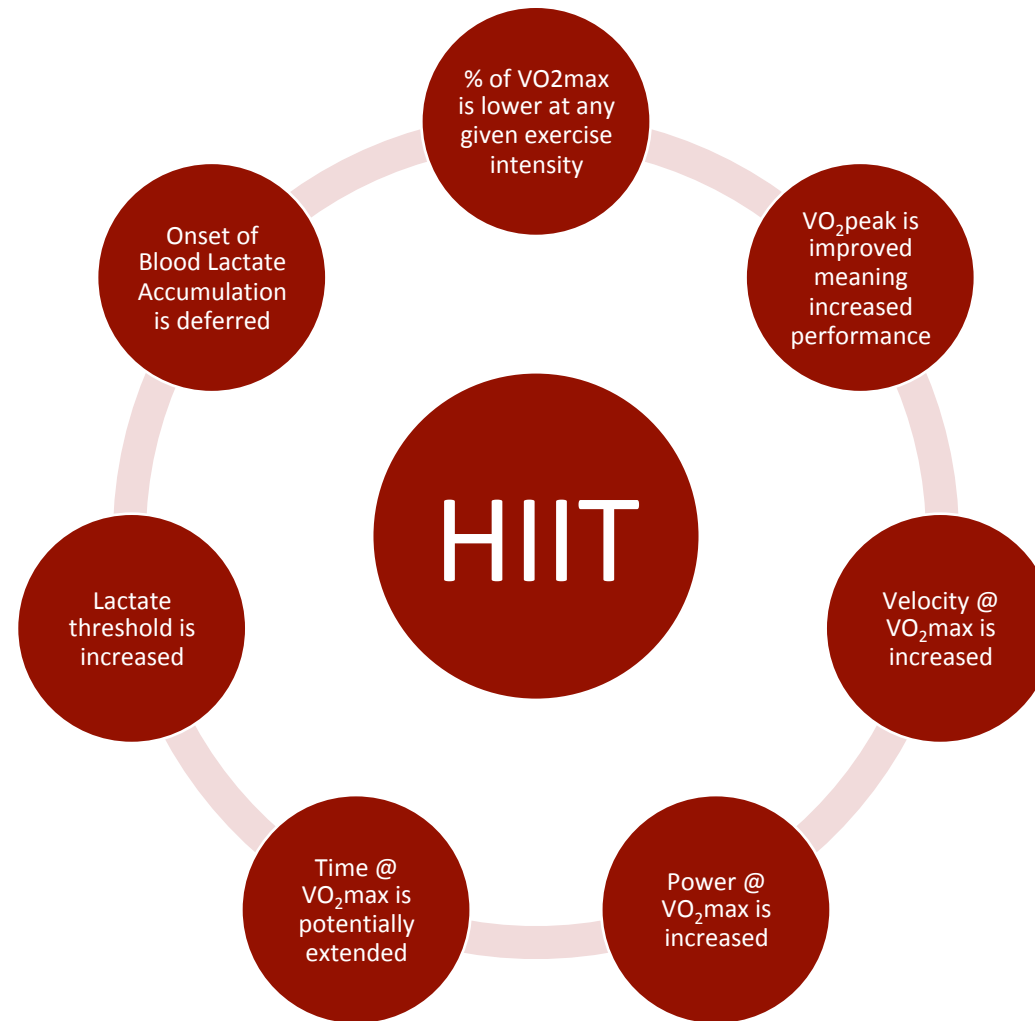 % of VO2max
is lower at any
given exercise
intensity
VO₂peak is
improved
meaning
increased
performance
Velocity @
VO₂max is
increased
Power @
VO₂max is
increased
Time @
VO₂max is
potentially
extended
Lactate
threshold is
increased
Onset of
Blood Lactate
Accumulation
is deferred
HIIT